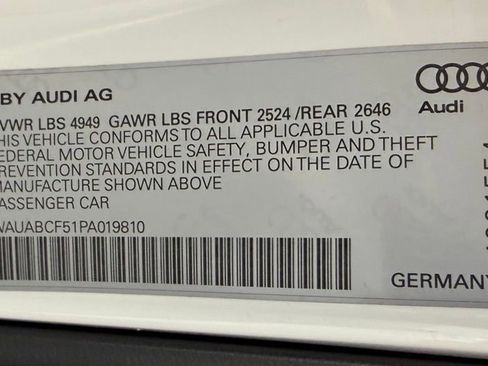 BY AUDI AG
VWR LBS 4949 GAWR LBS FRONT 2524 /REAR 2646
HIS VEHICLE CONFORMS TO ALL APPLICABLE U.S.
EDERAL MOTOR VEHICLE SAFETY, BUMPER AND THEFT
PREVENTION STANDARDS IN EFFECT ON THE DATE OF
MANUFACTURE SHOWN ABOVE
PASSENGER CAR
WAUABCF51PA019810
Audi
GERMANY